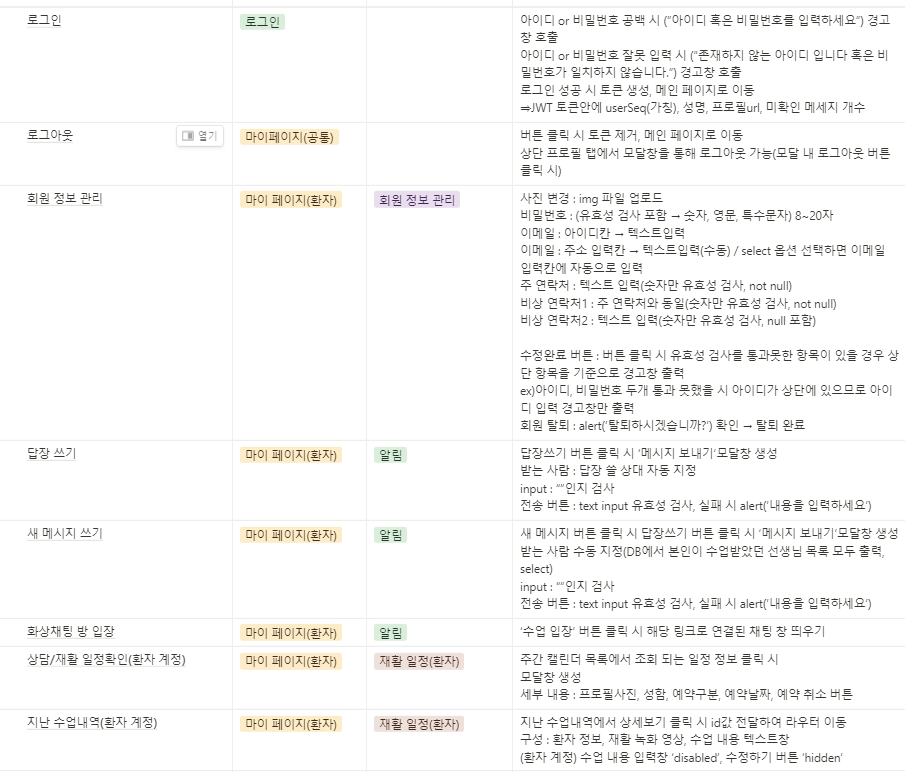 로그인
로그인
아이디 or 비밀번호 공백 시 (“아이디 혹은 비밀번호를 입력하세요”) 경고
창 호출
아이디 or 비밀번호 잘못 입력 시 (“존재하지 않는 아이디 입니다 혹은 비
밀번호가 일치하지 않습니다.”) 경고창 호출
로그인 성공 시 토큰 생성, 메인 페이지로 이동
⇒JWT 토큰안에 userSeq(가칭), 성명, 프로필url, 미확인 메세지 개수
로그아웃
열기
마이페이지(공통)
버튼 클릭 시 토큰 제거, 메인 페이지로 이동
상단 프로필 탭에서 모달창을 통해 로그아웃 가능(모달 내 로그아웃 버튼
클릭 시)
회원 정보 관리
마이 페이지(환자)
회원 정보 관리
사진 변경 : img 파일 업로드
비밀번호 : (유효성 검사 포함 → 숫자, 영문, 특수문자) 8~20자
이메일 : 아이디칸 → 텍스트입력
이메일 : 주소 입력칸 → 텍스트입력(수동) / select 옵션 선택하면 이메일
입력칸에 자동으로 입력
주 연락처 : 텍스트 입력(숫자만 유효성 검사, not null)
비상 연락처1 : 주 연락처와 동일(숫자만 유효성 검사, not null)
비상 연락처2 : 텍스트 입력(숫자만 유효성 검사, null 포함)
수정완료 버튼 : 버튼 클릭 시 유효성 검사를 통과못한 항목이 있을 경우 상
단 항목을 기준으로 경고창 출력
ex)아이디, 비밀번호 두개 통과 못했을 시 아이디가 상단에 있으므로 아이
디 입력 경고창만 출력
회원 탈퇴 : alert(‘탈퇴하시겠습니까?’) 확인 → 탈퇴 완료
답장 쓰기
마이 페이지(환자)
알림
답장쓰기 버튼 클릭 시 ‘메시지 보내기’모달창 생성
받는 사람 : 답장 쓸 상대 자동 지정
input : “”인지 검사
전송 버튼 : text input 유효성 검사, 실패 시 alert(‘내용을 입력하세요’)
새 메시지 쓰기
마이 페이지(환자)
알림
새 메시지 버튼 클릭 시 답장쓰기 버튼 클릭 시 ‘메시지 보내기’모달창 생성
받는 사람 수동 지정(DB에서 본인이 수업받았던 선생님 목록 모두 출력,
select)
input : “”인지 검사
전송 버튼 : text input 유효성 검사, 실패 시 alert(‘내용을 입력하세요’)
화상채팅 방 입장
마이 페이지(환자)
알림
‘수업 입장’ 버튼 클릭 시 해당 링크로 연결된 채팅 창 띄우기
상담/재활 일정확인(환자 계정)
마이 페이지(환자)
재활 일정(환자)
주간 캘린더 목록에서 조회 되는 일정 정보 클릭 시
모달창 생성
세부 내용 : 프로필사진, 성함, 예약구분, 예약날짜, 예약 취소 버튼
지난 수업내역(환자 계정)
마이 페이지(환자)
재활 일정(환자)
지난 수업내역에서 상세보기 클릭 시 id값 전달하여 라우터 이동
구성 : 환자 정보, 재활 녹화 영상, 수업 내용 텍스트창
(환자 계정) 수업 내용 입력창 ‘disabled’, 수정하기 버튼 ‘hidden’